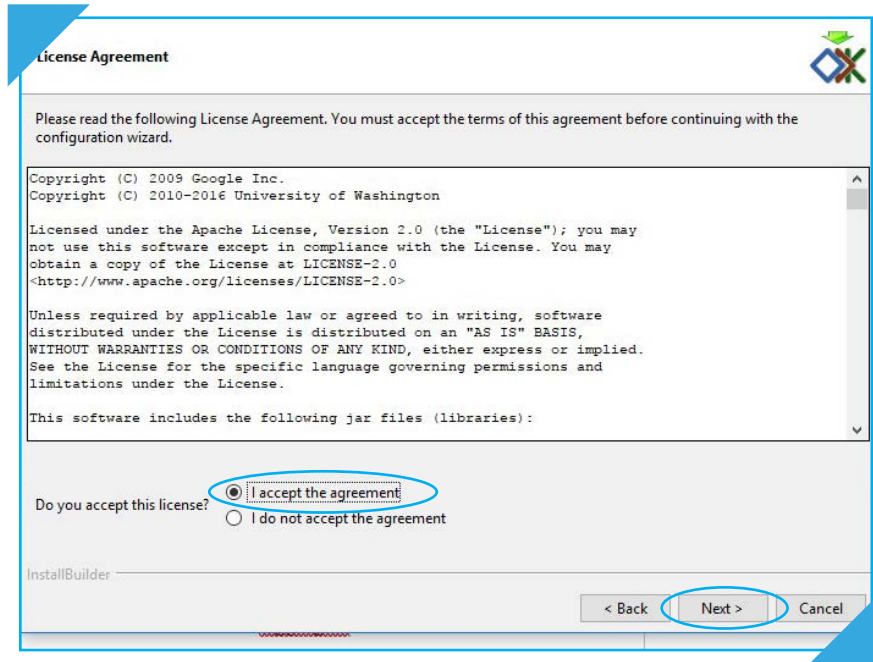 License Agreement
Please read the following License Agreement. You must accept the terms of this agreement before continuing with the
configuration wizard.
Copyright (C) 2009 Google Inc.
Copyright (C) 2010-2016 University of Washington
Licensed under the Apache License, Version 2.0 (the "License"); you may
not use this software except in compliance with the License. You may
obtain a copy of the License at LICENSE-2.0
<http://www.apache.org/licenses/LICENSE-2.0>
Unless required by applicable law or agreed to in writing, software
distributed under the License is distributed on an "AS IS" BASIS,
WITHOUT WARRANTIES OR CONDITIONS OF ANY KIND, either express or implied.
See the License for the specific language governing permissions and
limitations under the License.
This software includes the following jar files (libraries):
Do you accept this license?
I accept the agreement
I do not accept the agreement
InstallBuilder
< Back
Next >
Cancel